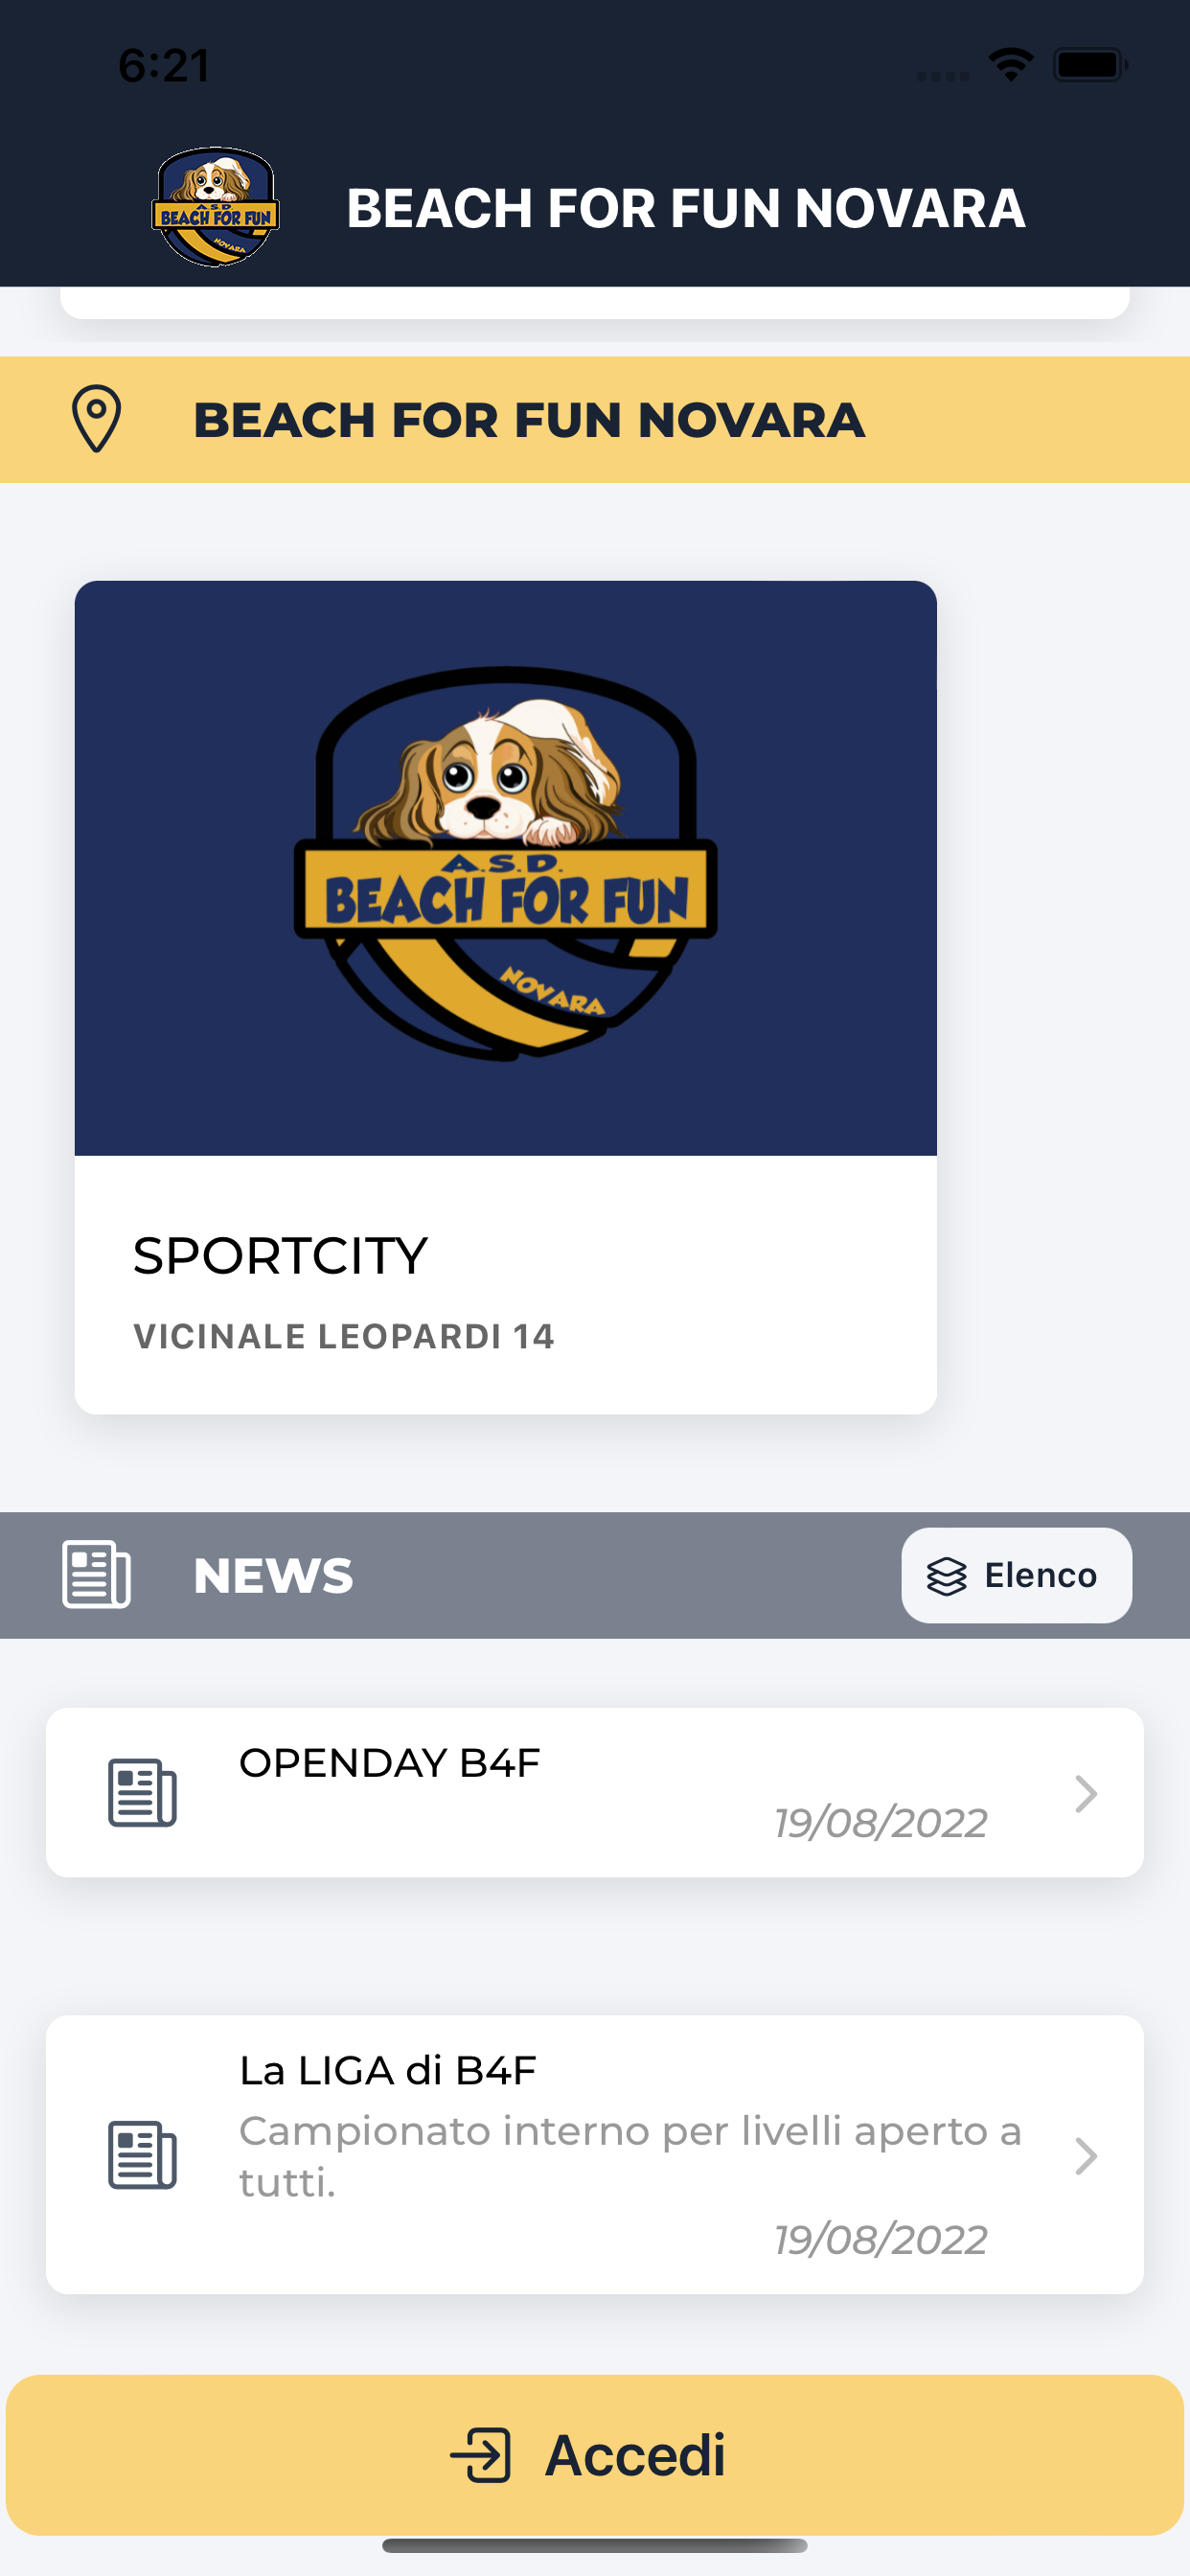 6:21
A.S.D.
BEACH FOR FUN
NOVARA
BEACH FOR FUN NOVARA
BEACH FOR FUN NOVARA
A.S.D.
BEACH FOR FUN
NOVARA
SPORTCITY
VICINALE LEOPARDI 14
NEWS
Elenco
OPENDAY B4F
19/08/2022
La LIGA di B4F
Campionato interno per livelli aperto a
tutti.
19/08/2022
Accedi